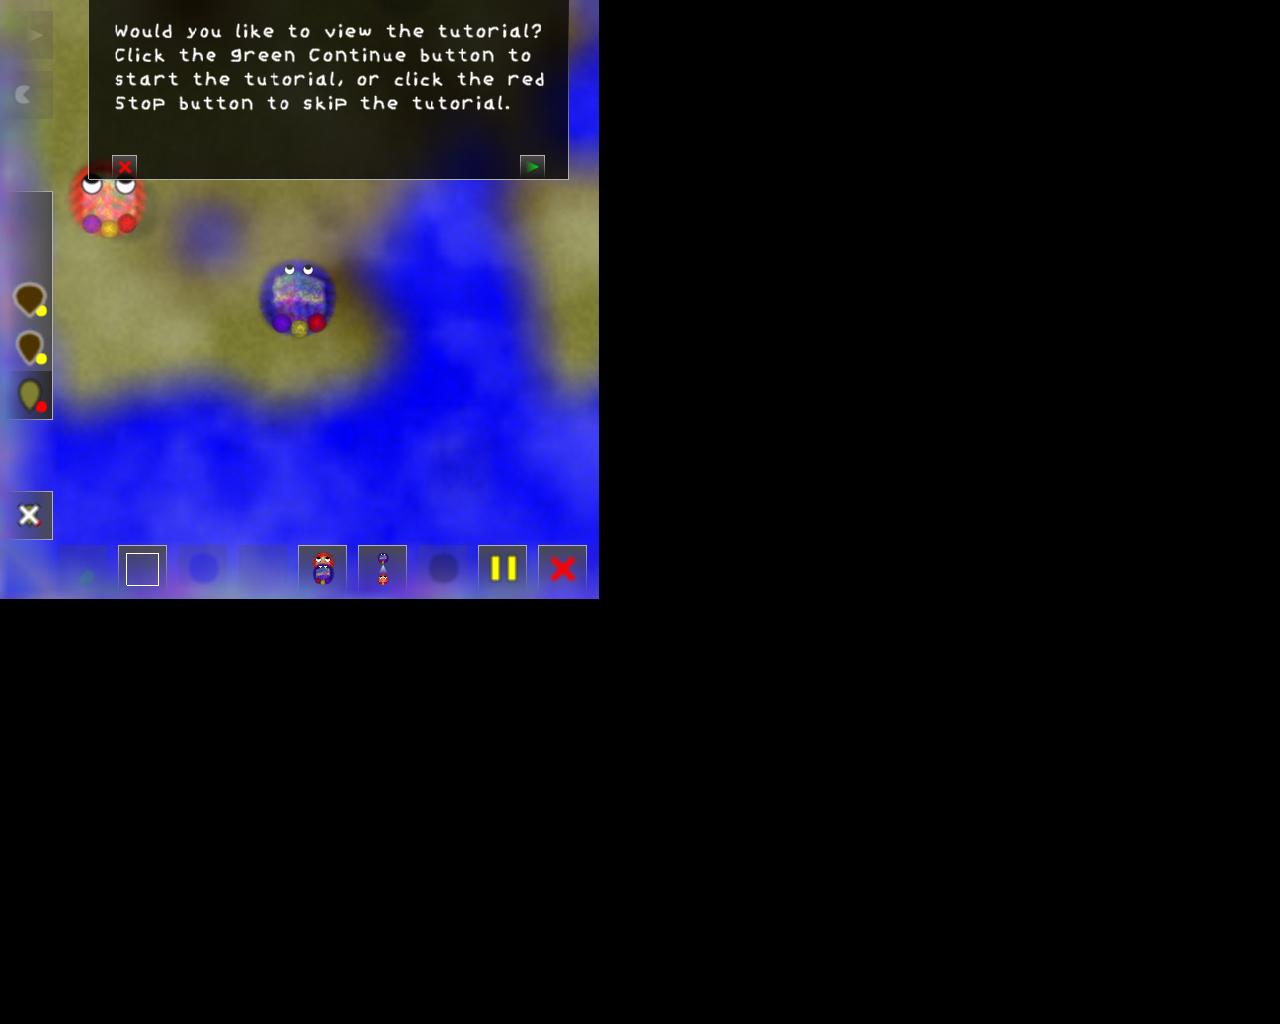 Would you like to view the tutorial?
Click the green Continue button to
start the tutorial, or click the red
Stop button to skip the tutorial.